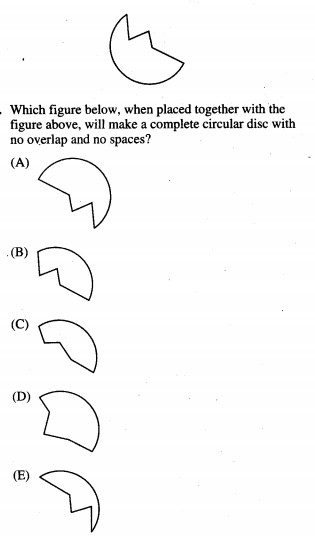 . Which figure below, when placed together with the
figure above, will make a complete circular disc with
no overlap and no spaces?
(A)
(B)
(C)
(D)
(E)